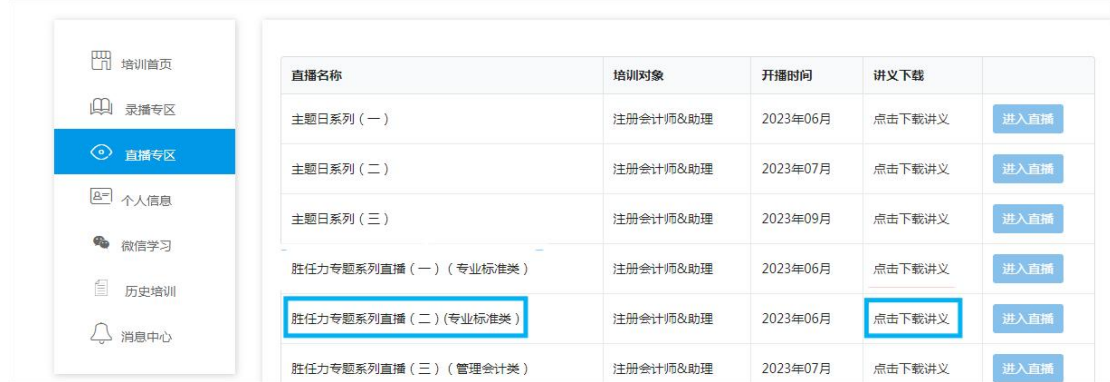 培训首页
录播专区
直播专区
个人信息
微信学习
历史培训
消息中心
直播名称 培训对象 开播时间 讲义下载
主题日系列（一） 注册会计师&助理 2023年06月 点击下载讲义 进入直播
主题日系列（二） 注册会计师&助理 2023年07月 点击下载讲义 进入直播
主题日系列（三） 注册会计师&助理 2023年09月 点击下载讲义 进入直播
胜任力专题系列直播（一）（专业标准类） 注册会计师&助理 2023年06月 点击下载讲义 进入直播
胜任力专题系列直播（二）(专业标准类） 注册会计师&助理 2023年06月 点击下载讲义 进入直播
胜任力专题系列直播（三）（管理会计类） 注册会计师&助理 2023年07月 点击下载讲义 进入直播